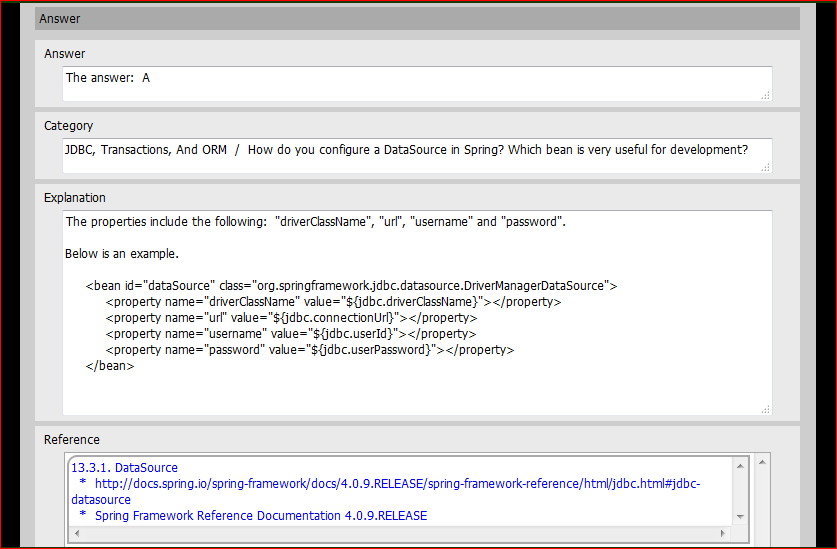 Answer
Answer
The answer:  A
Category
JDBC, Transactions, And ORM  /  How do you configure a DataSource in Spring? Which bean is very useful for development?
Explanation
The properties include the following:  "driverClassName", "url", "username" and "password".
Below is an example.
<bean id="dataSource" class="org.springframework.jdbc.datasource.DriverManagerDataSource">
<property name="driverClassName" value="${jdbc.driverClassName}"></property>
<property name="url" value="${jdbc.connectionUrl}"></property>
<property name="username" value="${jdbc.userId}"></property>
<property name="password" value="${jdbc.userPassword}"></property>
</bean>
Reference
13.3.1. DataSource
* http://docs.spring.io/spring-framework/docs/4.0.9.RELEASE/spring-framework-reference/html/jdbc.html#jdbc-
datasource
* Spring Framework Reference Documentation 4.0.9.RELEASE